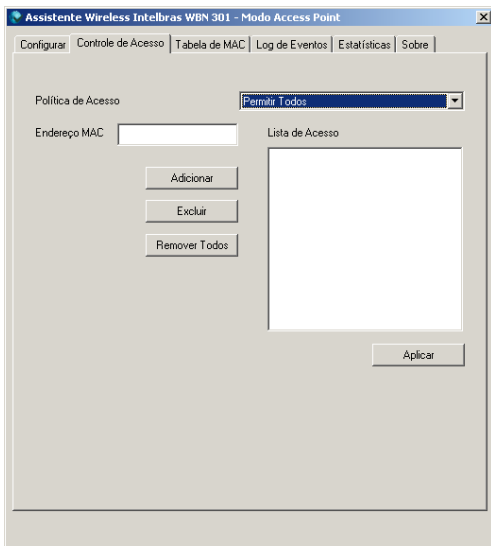 Assistente Wireless Intelbras WBN 301 - Modo Access Point
Configurar Controle de Acesso Tabela de MAC Log de Eventos Estatísticas Sobre
Política de Acesso Permitir Todos
Endereço MAC Lista de Acesso
Adicionar
Excluir
Remover Todos
Aplicar